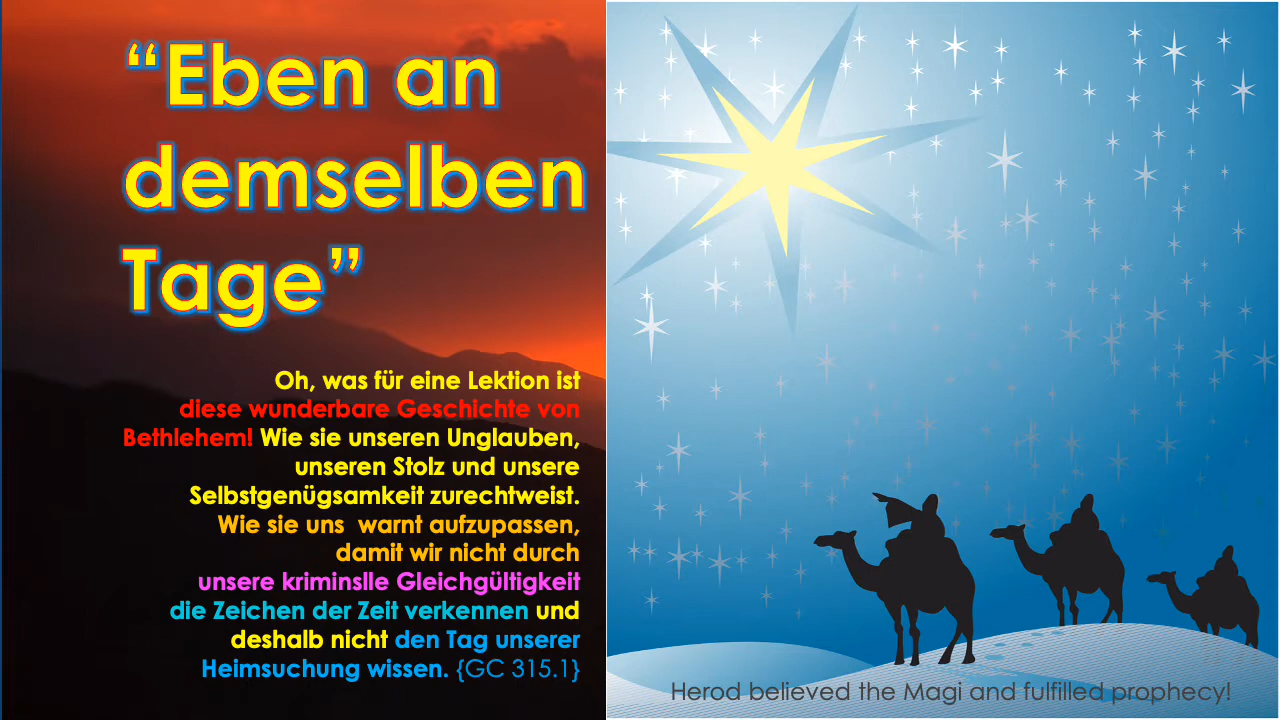 “Eben an
demselben
Tage”
Oh, was für eine Lektion ist
diese wunderbare Geschichte von
Bethlehem! Wie sie unseren Unglauben,
unseren Stolz und unsere
Selbstgenügsamkeit zurechtweist.
Wie sie uns  warnt aufzupassen,
damit wir nicht durch
unsere kriminslle Gleichgültigkeit
die Zeichen der Zeit verkennen und
deshalb nicht den Tag unserer
Heimsuchung wissen. {GC 315.1}
Herod believed the Magi and fulfilled prophecy!